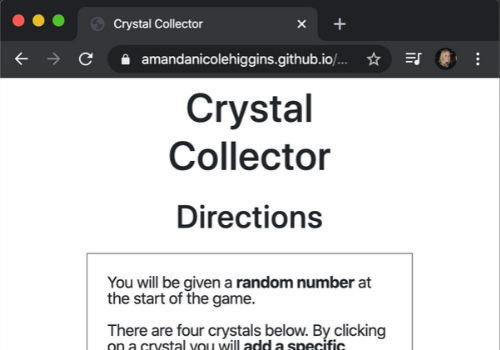 Crystal Collector
amandanicolehiggins.github.io/...
Crystal
Collector
Directions
You will be given a random number at
the start of the game.
There are four crystals below. By clicking
on a crystal you will add a specific